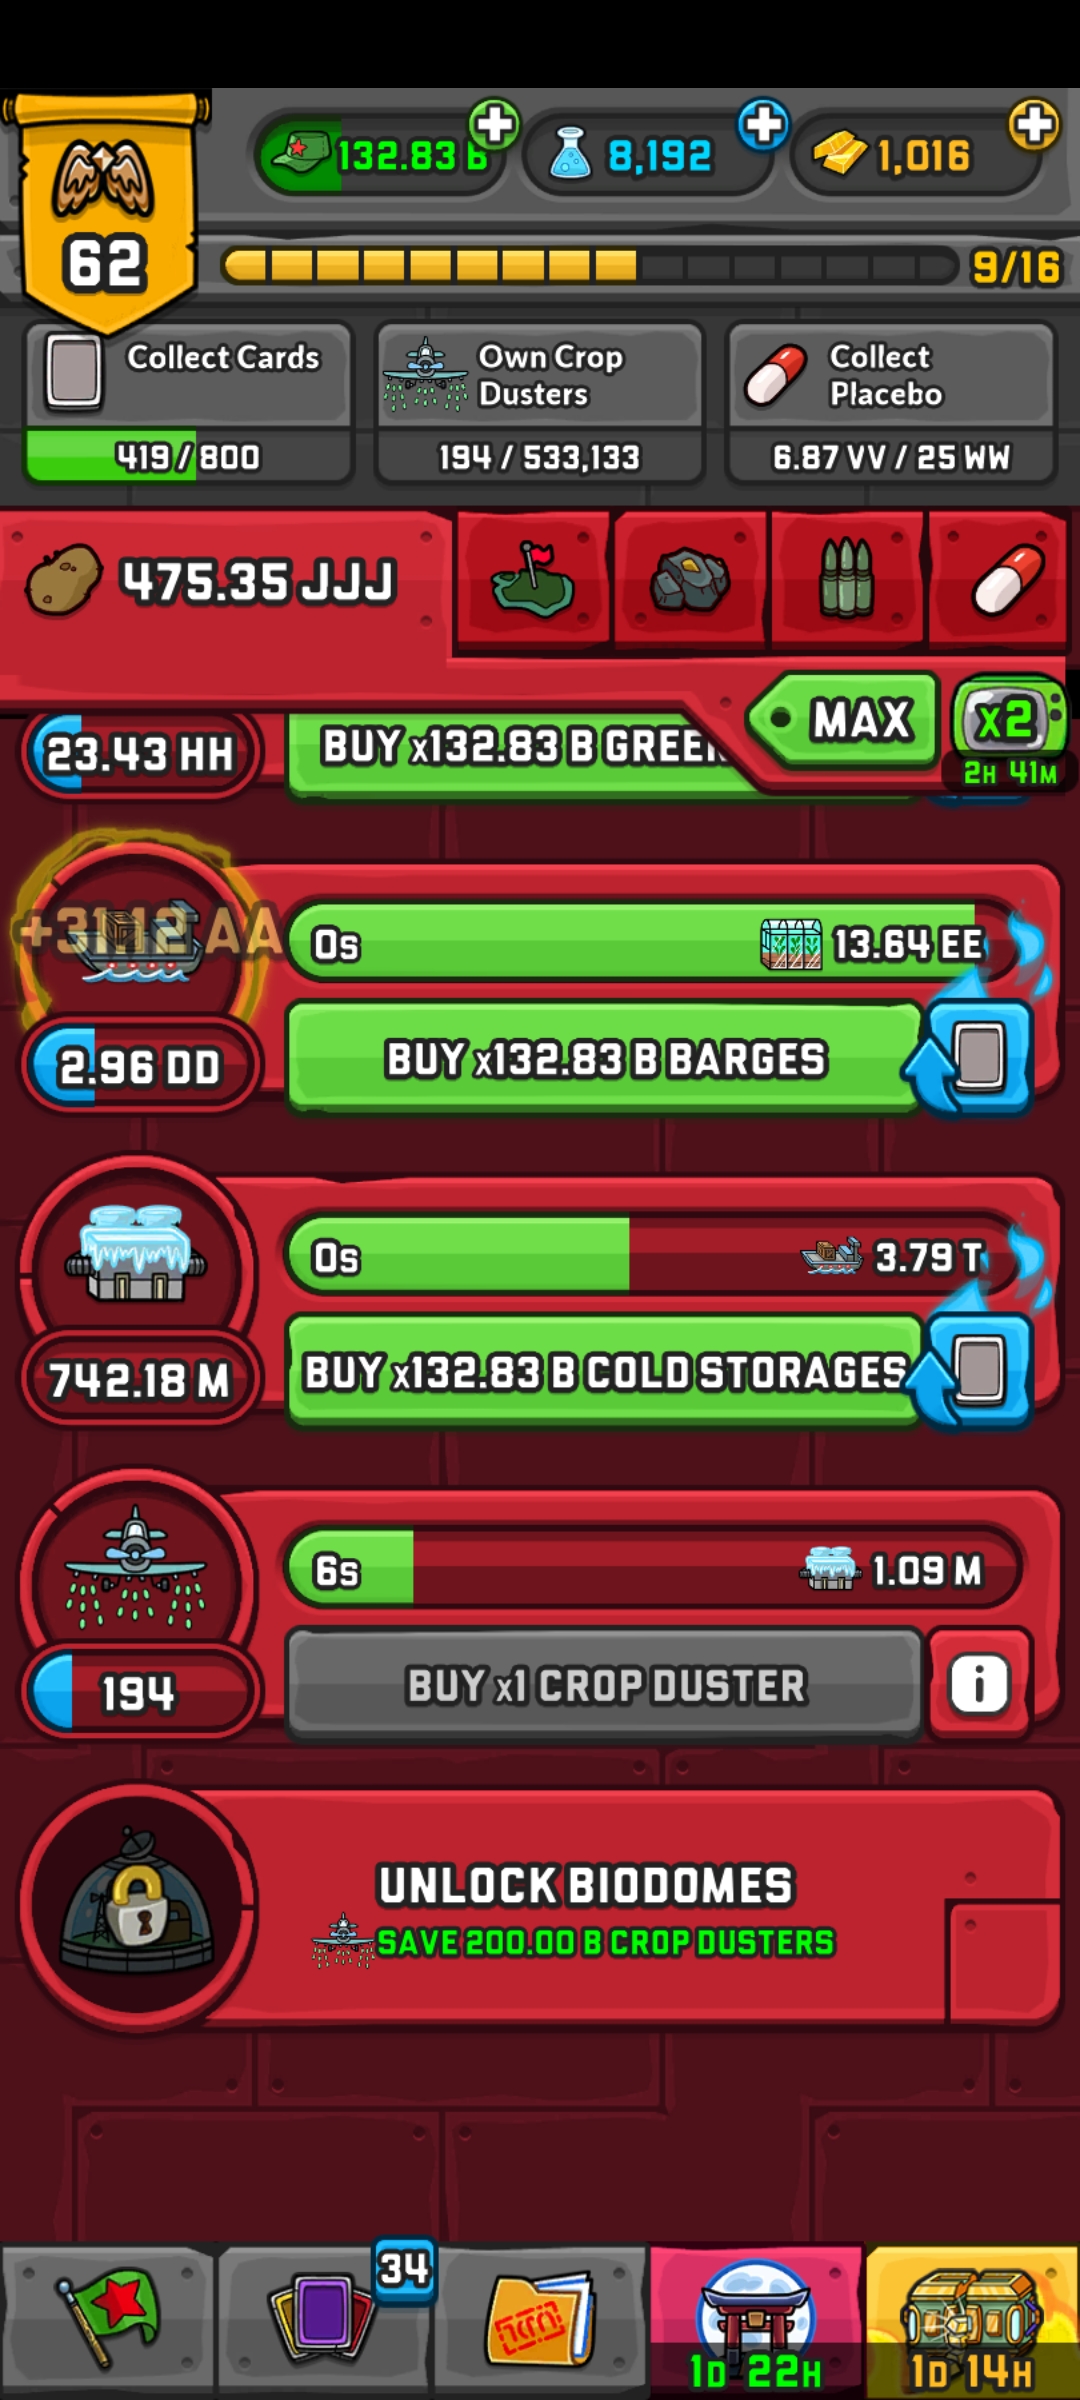 132.83 B
8,192
1,016
62
9/16
Collect Cards
419 / 800
Own Crop
Dusters
194 / 533,133
Collect
Placebo
6.87 VV / 25 WW
475.35 JJJ
MAX
x2
2H 41M
23.43 HH
BUY x132.83 B
+311.12 AA
0s
13.64 EE
2.96 DD
BUY x132.83 B BARGES
0s
3.79 T
742.18 M
BUY x132.83 B COLD STORAGES
6s
1.09 M
194
BUY x1 CROP DUSTER
i
UNLOCK BIODOMES
SAVE 200.00 B CROP DUSTERS
34
1D 22H
1D 14H